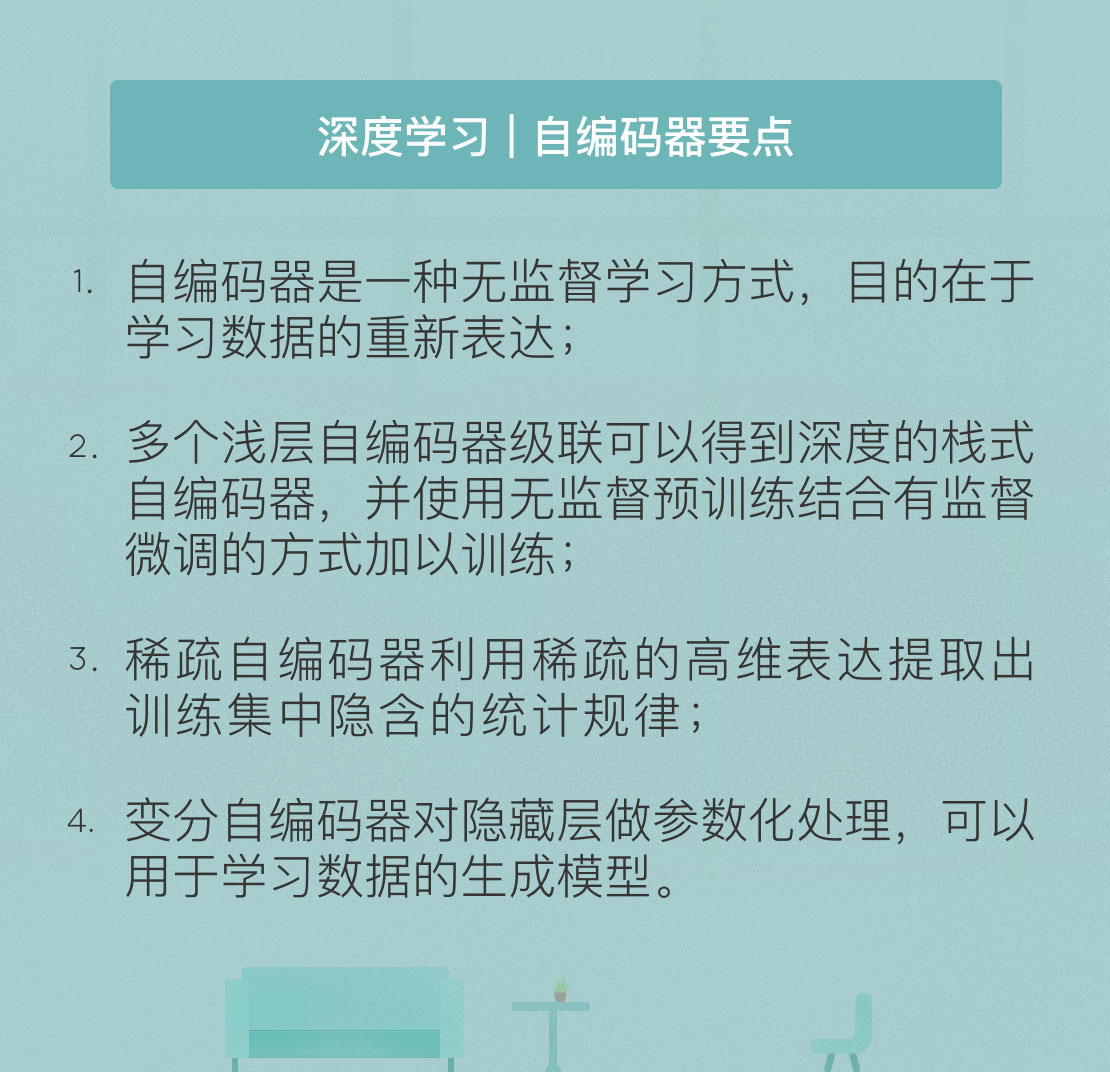 深度学习 | 自编码器要点
1. 自编码器是一种无监督学习方式，目的在于
学习数据的重新表达；
2. 多个浅层自编码器级联可以得到深度的栈式
自编码器，并使用无监督预训练结合有监督
微调的方式加以训练；
3. 稀疏自编码器利用稀疏的高维表达提取出
训练集中隐含的统计规律；
4. 变分自编码器对隐藏层做参数化处理，可以
用于学习数据的生成模型。